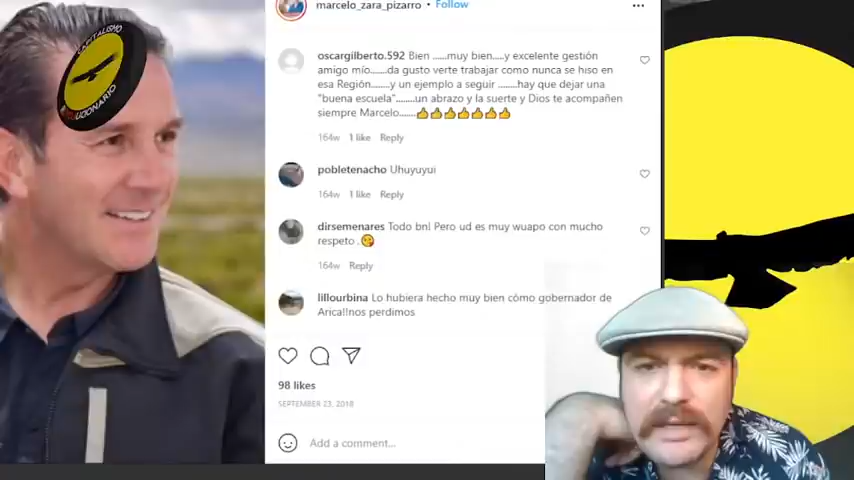 CAPITALISMO
REVOLUCIONARIO
marcelo_zara_pizarro • Follow
•••
oscargilberto.592 Bien ......muy bien....y excelente gestión
amigo mío......da gusto verte trabajar como nunca se hiso en
esa Región......y un ejemplo a seguir .......hay que dejar una
"buena escuela".......un abrazo y la suerte y Dios te acompañen
siempre Marcelo......👍👍👍👍👍👍👍
164w 1 like Reply
pobletenacho Uhuyuyui
164w 1 like Reply
dirsemenares Todo bnl Pero ud es muy wuapo con mucho
respeto .😋
164w Reply
lillourbina Lo hubiera hecho muy bien cómo gobernador de
Arica!!nos perdimos
98 likes
SEPTEMBER 23, 2018
Add a comment...